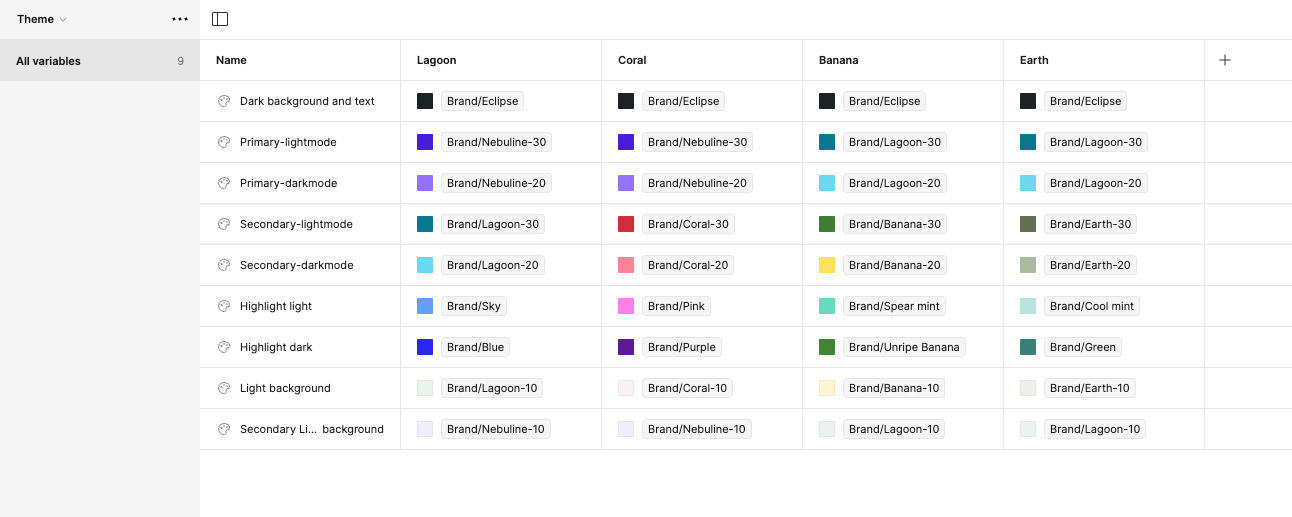 Theme
All variables 9
Name Lagoon Coral Banana Earth
Dark background and text Brand/Eclipse Brand/Eclipse Brand/Eclipse Brand/Eclipse
Primary-lightmode Brand/Nebuline-30 Brand/Nebuline-30 Brand/Lagoon-30 Brand/Lagoon-30
Primary-darkmode Brand/Nebuline-20 Brand/Nebuline-20 Brand/Lagoon-20 Brand/Lagoon-20
Secondary-lightmode Brand/Lagoon-30 Brand/Coral-30 Brand/Banana-30 Brand/Earth-30
Secondary-darkmode Brand/Lagoon-20 Brand/Coral-20 Brand/Banana-20 Brand/Earth-20
Highlight light Brand/Sky Brand/Pink Brand/Spear mint Brand/Cool mint
Highlight dark Brand/Blue Brand/Purple Brand/Unripe Banana Brand/Green
Light background Brand/Lagoon-10 Brand/Coral-10 Brand/Banana-10 Brand/Earth-10
Secondary Li... background Brand/Nebuline-10 Brand/Nebuline-10 Brand/Lagoon-10 Brand/Lagoon-10